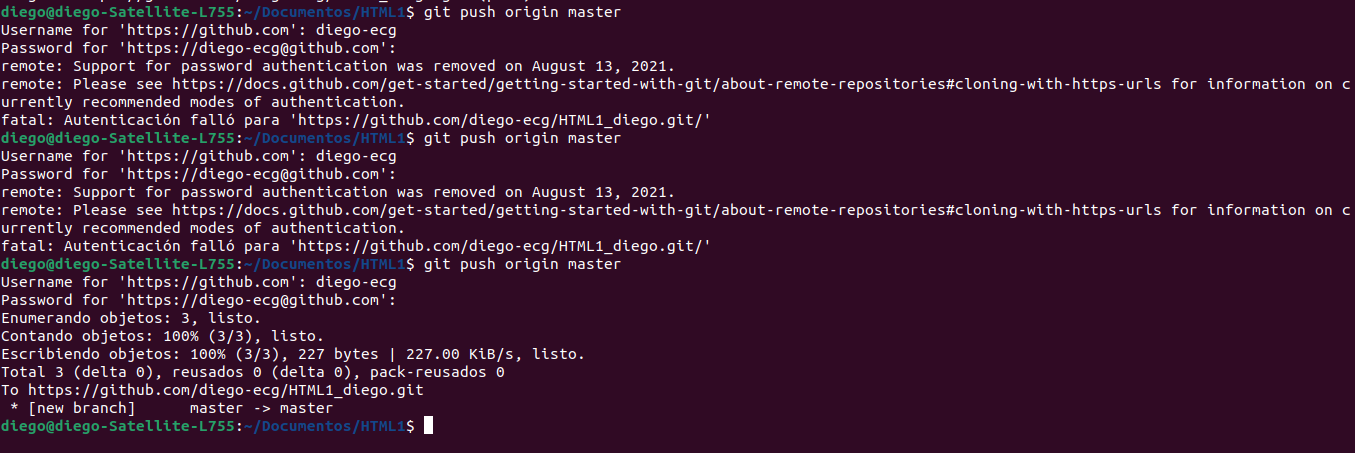 diego@diego-Satellite-L755:~/Documentos/HTML1$ git push origin master
Username for 'https://github.com': diego-ecg
Password for 'https://diego-ecg@github.com':
remote: Support for password authentication was removed on August 13, 2021.
remote: Please see https://docs.github.com/get-started/getting-started-with-git/about-remote-repositories#cloning-with-https-urls for information on c
urrently recommended modes of authentication.
fatal: Autenticación falló para 'https://github.com/diego-ecg/HTML1_diego.git/'
diego@diego-Satellite-L755:~/Documentos/HTML1$ git push origin master
Username for 'https://github.com': diego-ecg
Password for 'https://diego-ecg@github.com':
remote: Support for password authentication was removed on August 13, 2021.
remote: Please see https://docs.github.com/get-started/getting-started-with-git/about-remote-repositories#cloning-with-https-urls for information on c
urrently recommended modes of authentication.
fatal: Autenticación falló para 'https://github.com/diego-ecg/HTML1_diego.git/'
diego@diego-Satellite-L755:~/Documentos/HTML1$ git push origin master
Username for 'https://github.com': diego-ecg
Password for 'https://diego-ecg@github.com':
Enumerando objetos: 3, listo.
Contando objetos: 100% (3/3), listo.
Escribiendo objetos: 100% (3/3), 227 bytes | 227.00 KiB/s, listo.
Total 3 (delta 0), reusados 0 (delta 0), pack-reusados 0
To https://github.com/diego-ecg/HTML1_diego.git
 * [new branch]      master -> master
diego@diego-Satellite-L755:~/Documentos/HTML1$